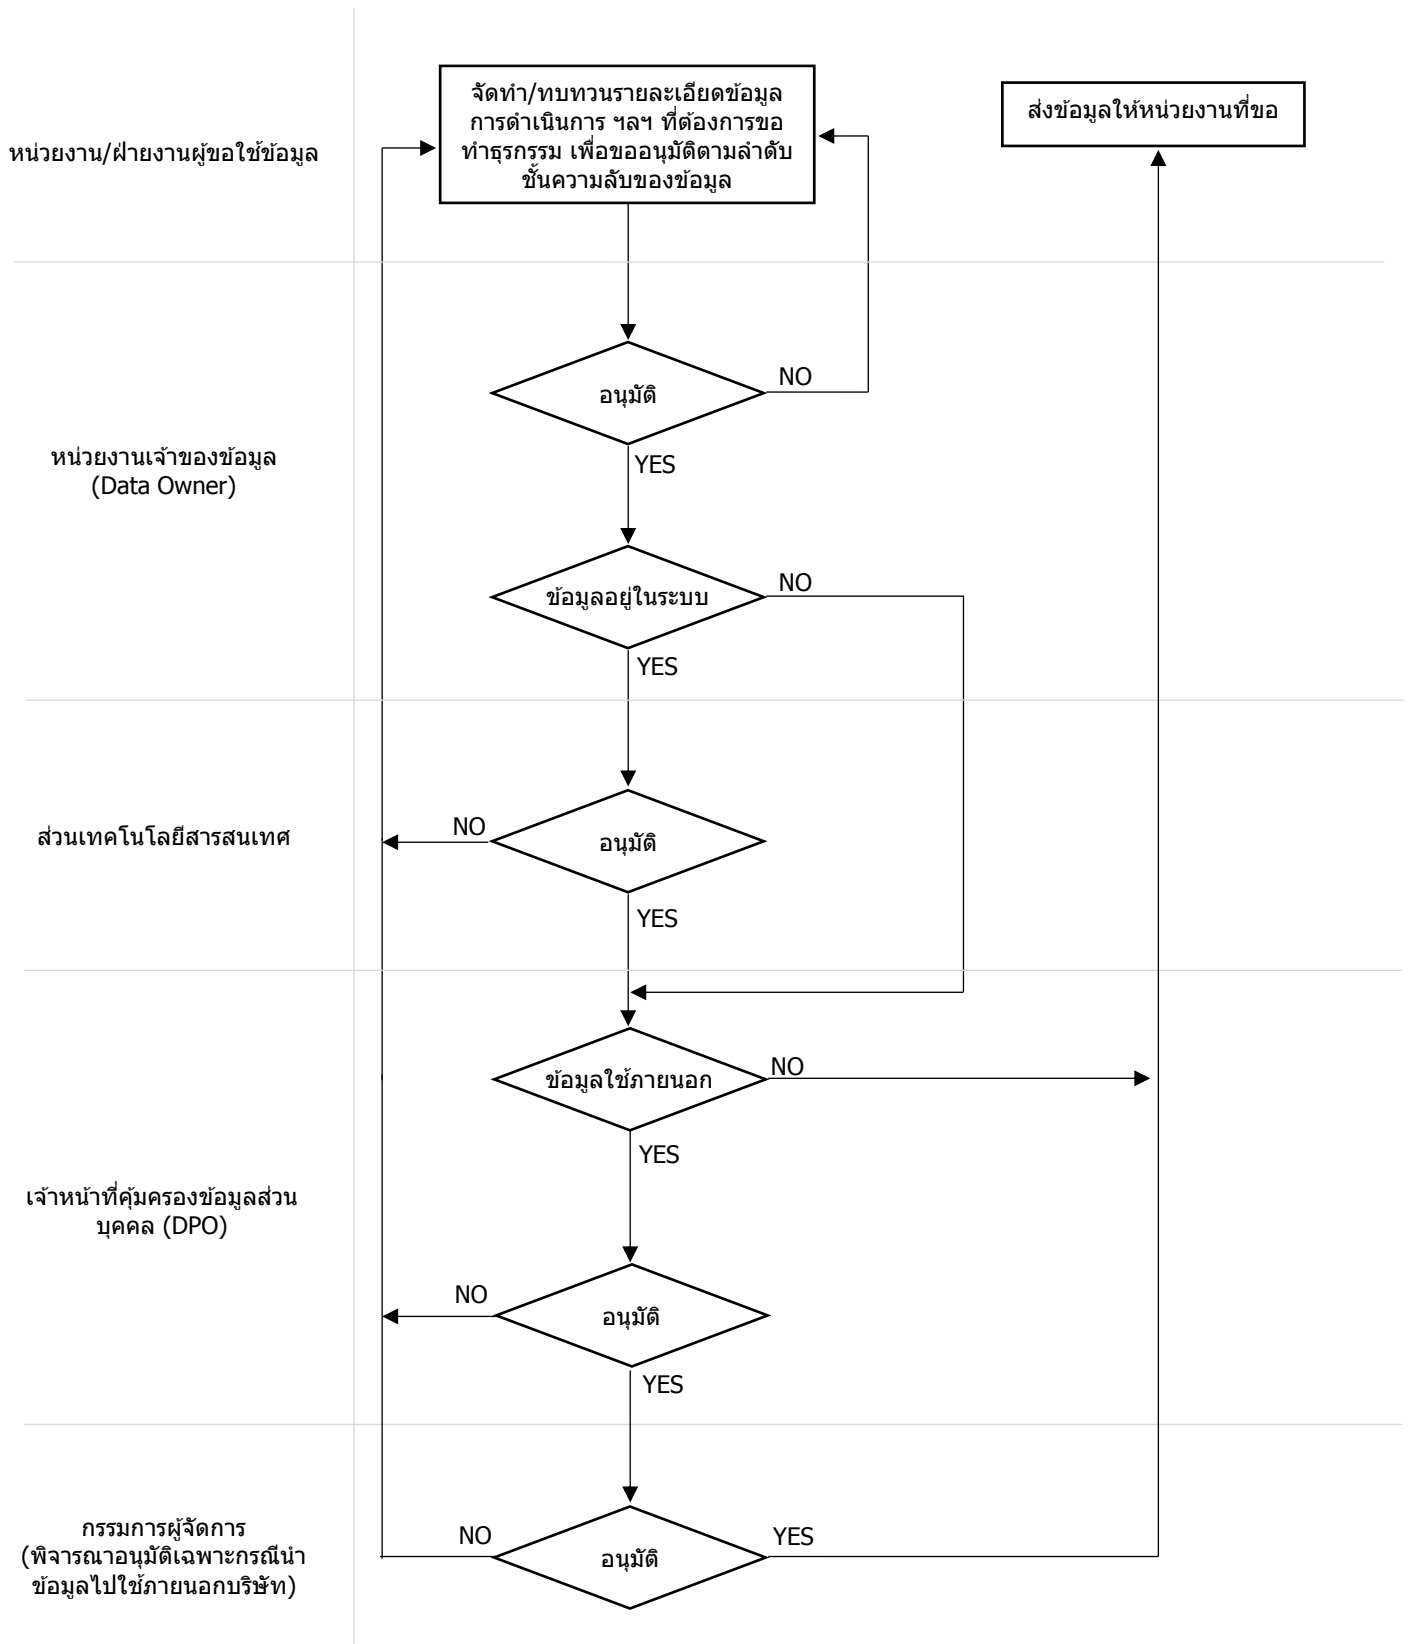 จัดทำ/ทบทวนรายละเอียดข้อมูล
การดำเนินการ ฯลฯ ที่ต้องการขอ
ทำธุรกรรม เพื่อขออนุมัติตามลำดับ
ชั้นความลับของข้อมูล
ส่งข้อมูลให้หน่วยงานที่ขอ
หน่วยงาน/ฝ่ายงานผู้ขอใช้ข้อมูล
NO
อนุมัติ
หน่วยงานเจ้าของข้อมูล
(Data Owner)
YES
NO
ข้อมูลอยู่ในระบบ
YES
ส่วนเทคโนโลยีสารสนเทศ
NO
อนุมัติ
YES
NO
ข้อมูลใช้ภายนอก
YES
เจ้าหน้าที่คุ้มครองข้อมูลส่วน
บุคคล (DPO)
NO
อนุมัติ
YES
กรรมการผู้จัดการ
(พิจารณาอนุมัติเฉพาะกรณีนำ
ข้อมูลไปใช้ภายนอกบริษัท)
NO
YES
อนุมัติ